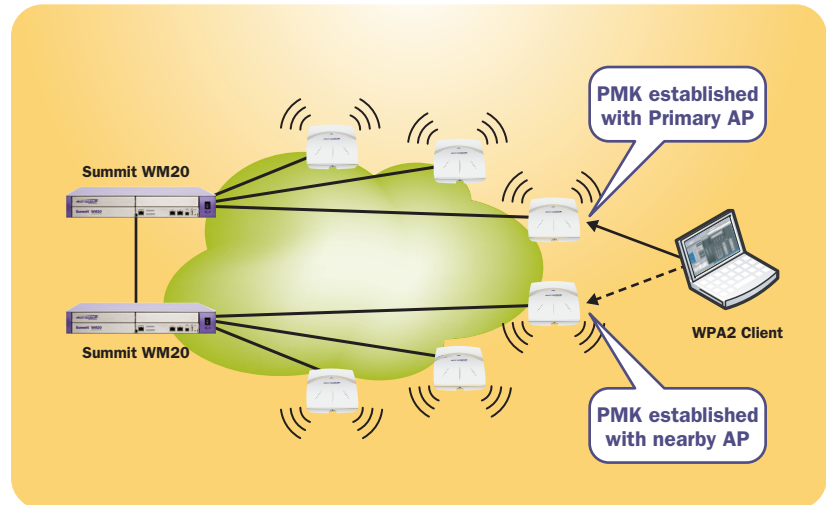 PMK established
with Primary AP
Summit WM20
Summit WM20
WPA2 Client
PMK established
with nearby AP